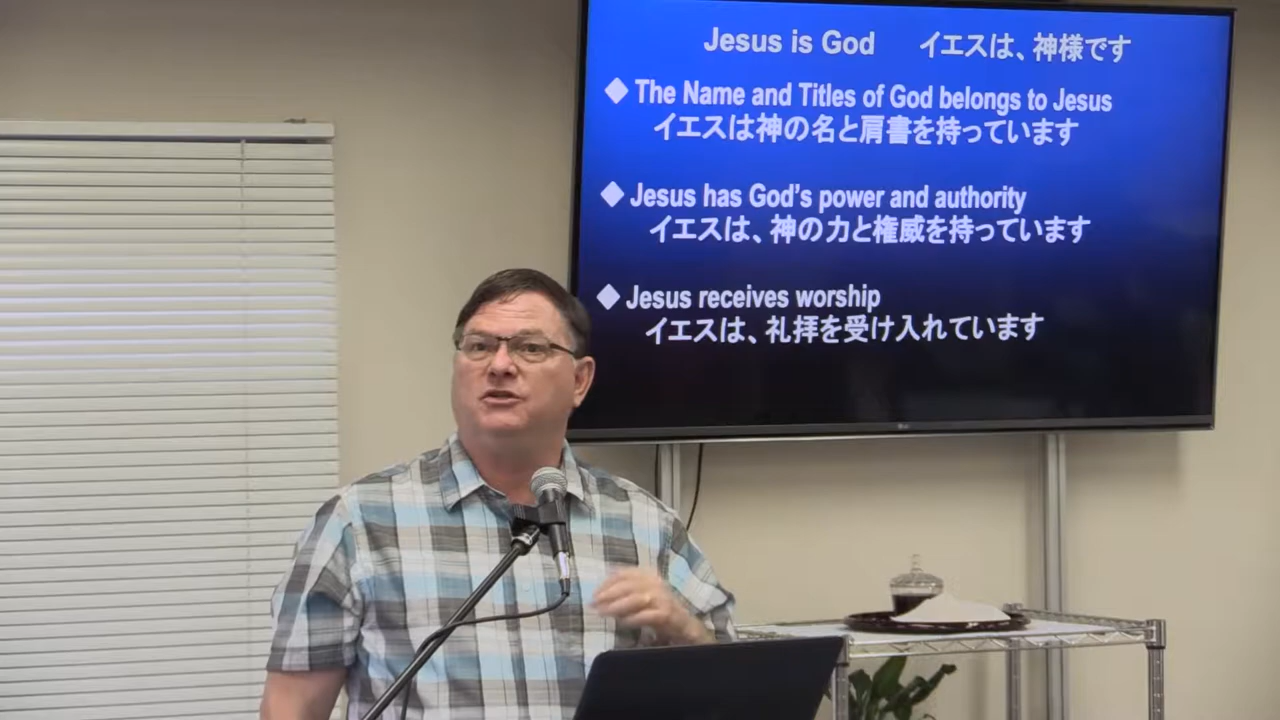 Jesus is God イエスは、神様です
The Name and Titles of God belongs to Jesus
イエスは神の名と肩書を持っています
Jesus has God's power and authority
イエスは、神の力と権威を持っています
Jesus receives worship
イエスは、礼拝を受け入れています
LG